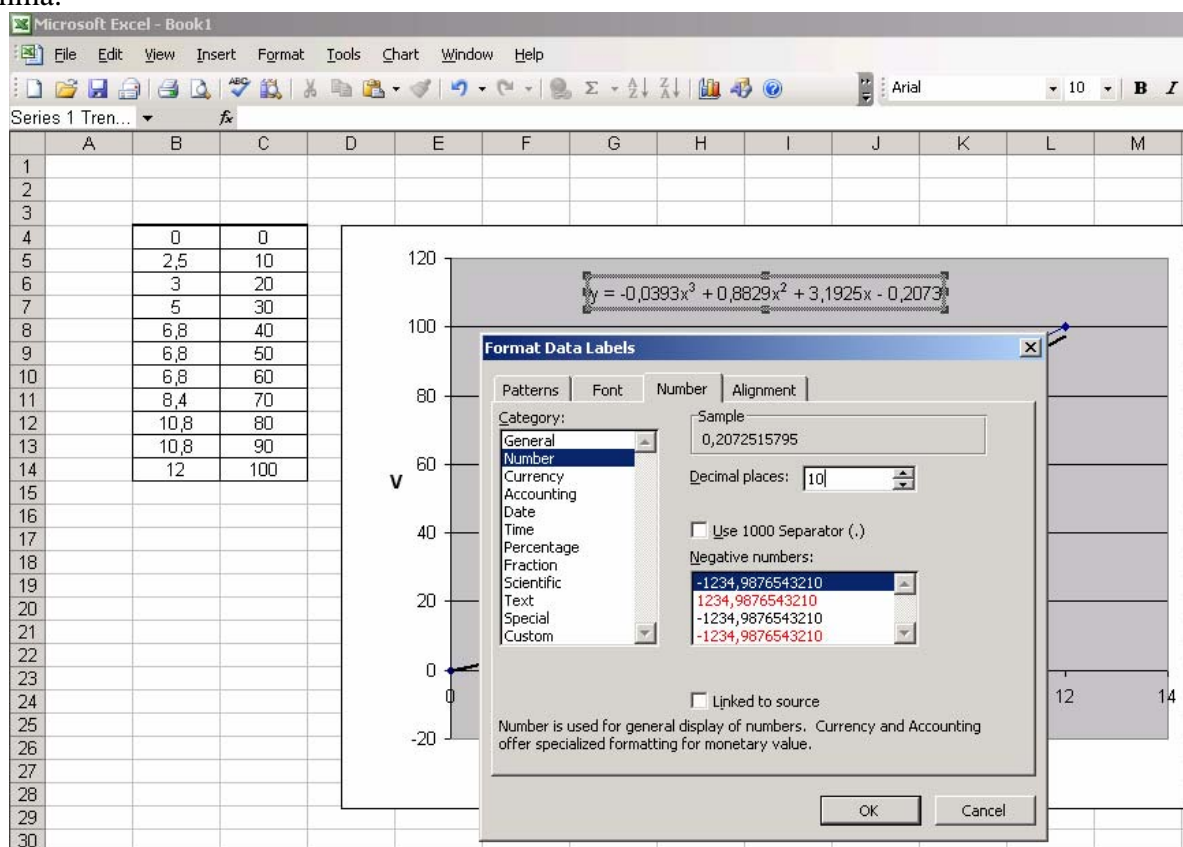 Microsoft Excel - Book1
File Edit View Insert Format Tools Chart Window Help
Arial 10 B I
Series 1 Tren... fx
A B C D E F G H I J K L M
1
2
3
4 0 0
5 2,5 10
6 3 20
7 5 30
8 6,8 40
9 6,8 50
10 6,8 60
11 8,4 70
12 10,8 80
13 10,8 90
14 12 100
15
16
17
18
19
20
21
22
23
24
25
26
27
28
29
30
120
100
80
60
40
20
0
-20
V
0 12 14
y = -0,0393x³ + 0,8829x² + 3,1925x - 0,2073
Format Data Labels
Patterns Font Number Alignment
Category:
General
Number
Currency
Accounting
Date
Time
Percentage
Fraction
Scientific
Text
Special
Custom
Sample
0,2072515795
Decimal places: 10
Use 1000 Separator (.)
Negative numbers:
-1234,9876543210
1234,9876543210
-1234,9876543210
-1234,9876543210
Linked to source
Number is used for general display of numbers. Currency and Accounting
offer specialized formatting for monetary value.
OK Cancel